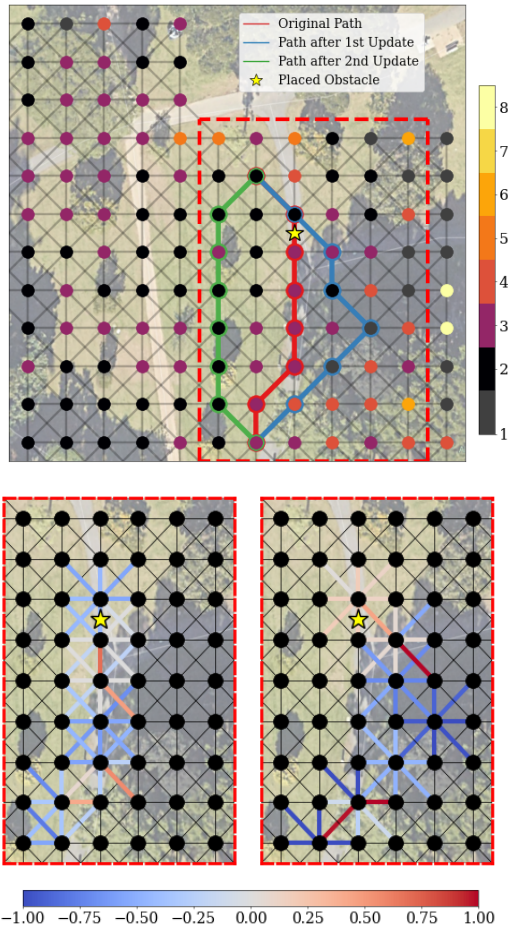 Original Path
Path after 1st Update
Path after 2nd Update
Placed Obstacle
8
7
6
5
4
3
2
1
−1.00 −0.75 −0.50 −0.25 0.00 0.25 0.50 0.75 1.00